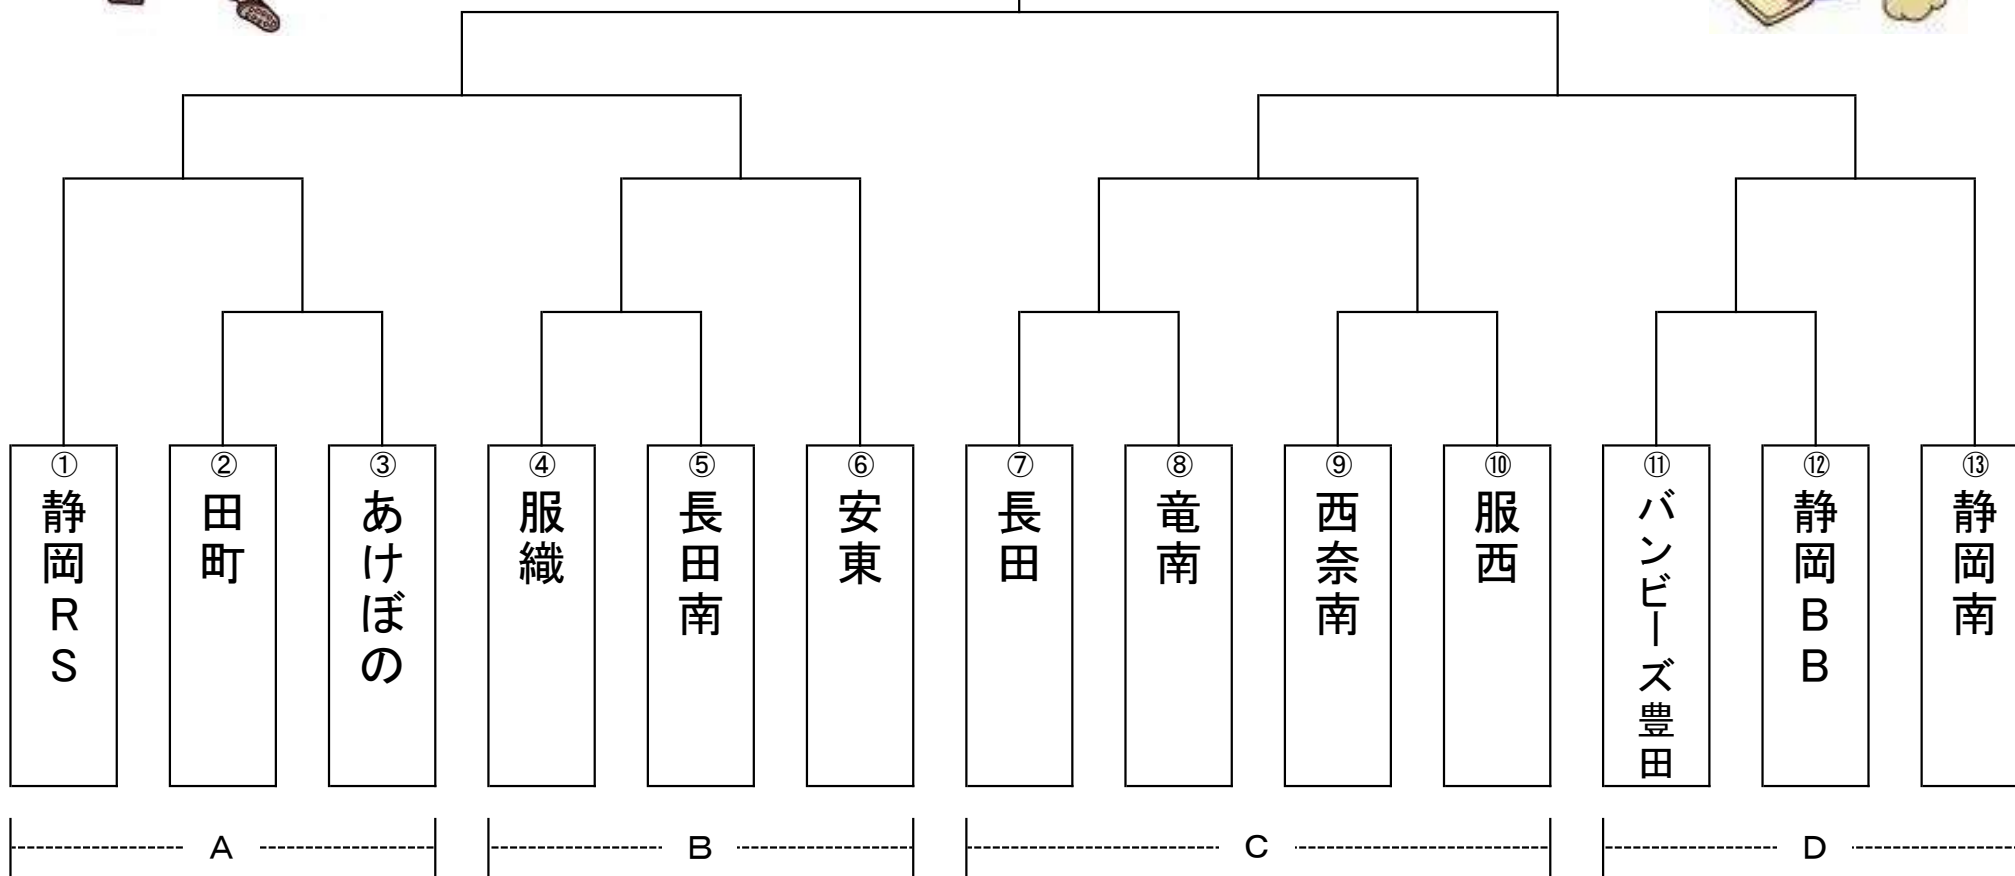 ①
静岡RS
②
田町
③
あけぼの
④
服織
⑤
長田南
⑥
安東
⑦
長田
⑧
竜南
⑨
西奈南
⑩
服西
⑪
バンビーズ豊田
⑫
静岡BB
⑬
静岡南
A
B
C
D